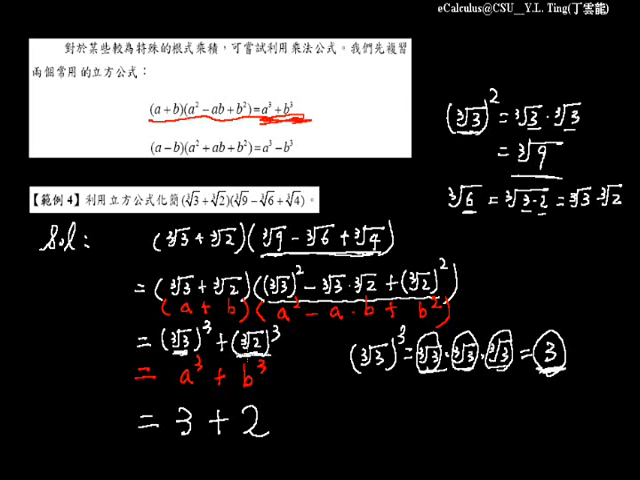 eCalculus@CSU__Y.L. Ting(丁雲龍)
對於某些較為特殊的根式乘積，可嘗試利用乘法公式。我們先複習
兩個常用的立方公式：
(a+b)(a²−ab+b²)=a³+b³
(a−b)(a²+ab+b²)=a³−b³
(∛3)² = ∛3 · ∛3
= ∛9
∛6 = ∛3·2 = ∛3 · ∛2
【範例 4】利用立方公式化簡(∛3+∛2)(∛9−∛6+∛4)。
Sol: (∛3+∛2)(∛9−∛6+∛4)
= (∛3+∛2)((∛3)²−∛3·∛2+(∛2)²)
(a+b)(a²−a·b+b²)
= (∛3)³+(∛2)³
(∛3)³ = ∛3 · ∛3 · ∛3 = 3
= a³+b³
= 3+2